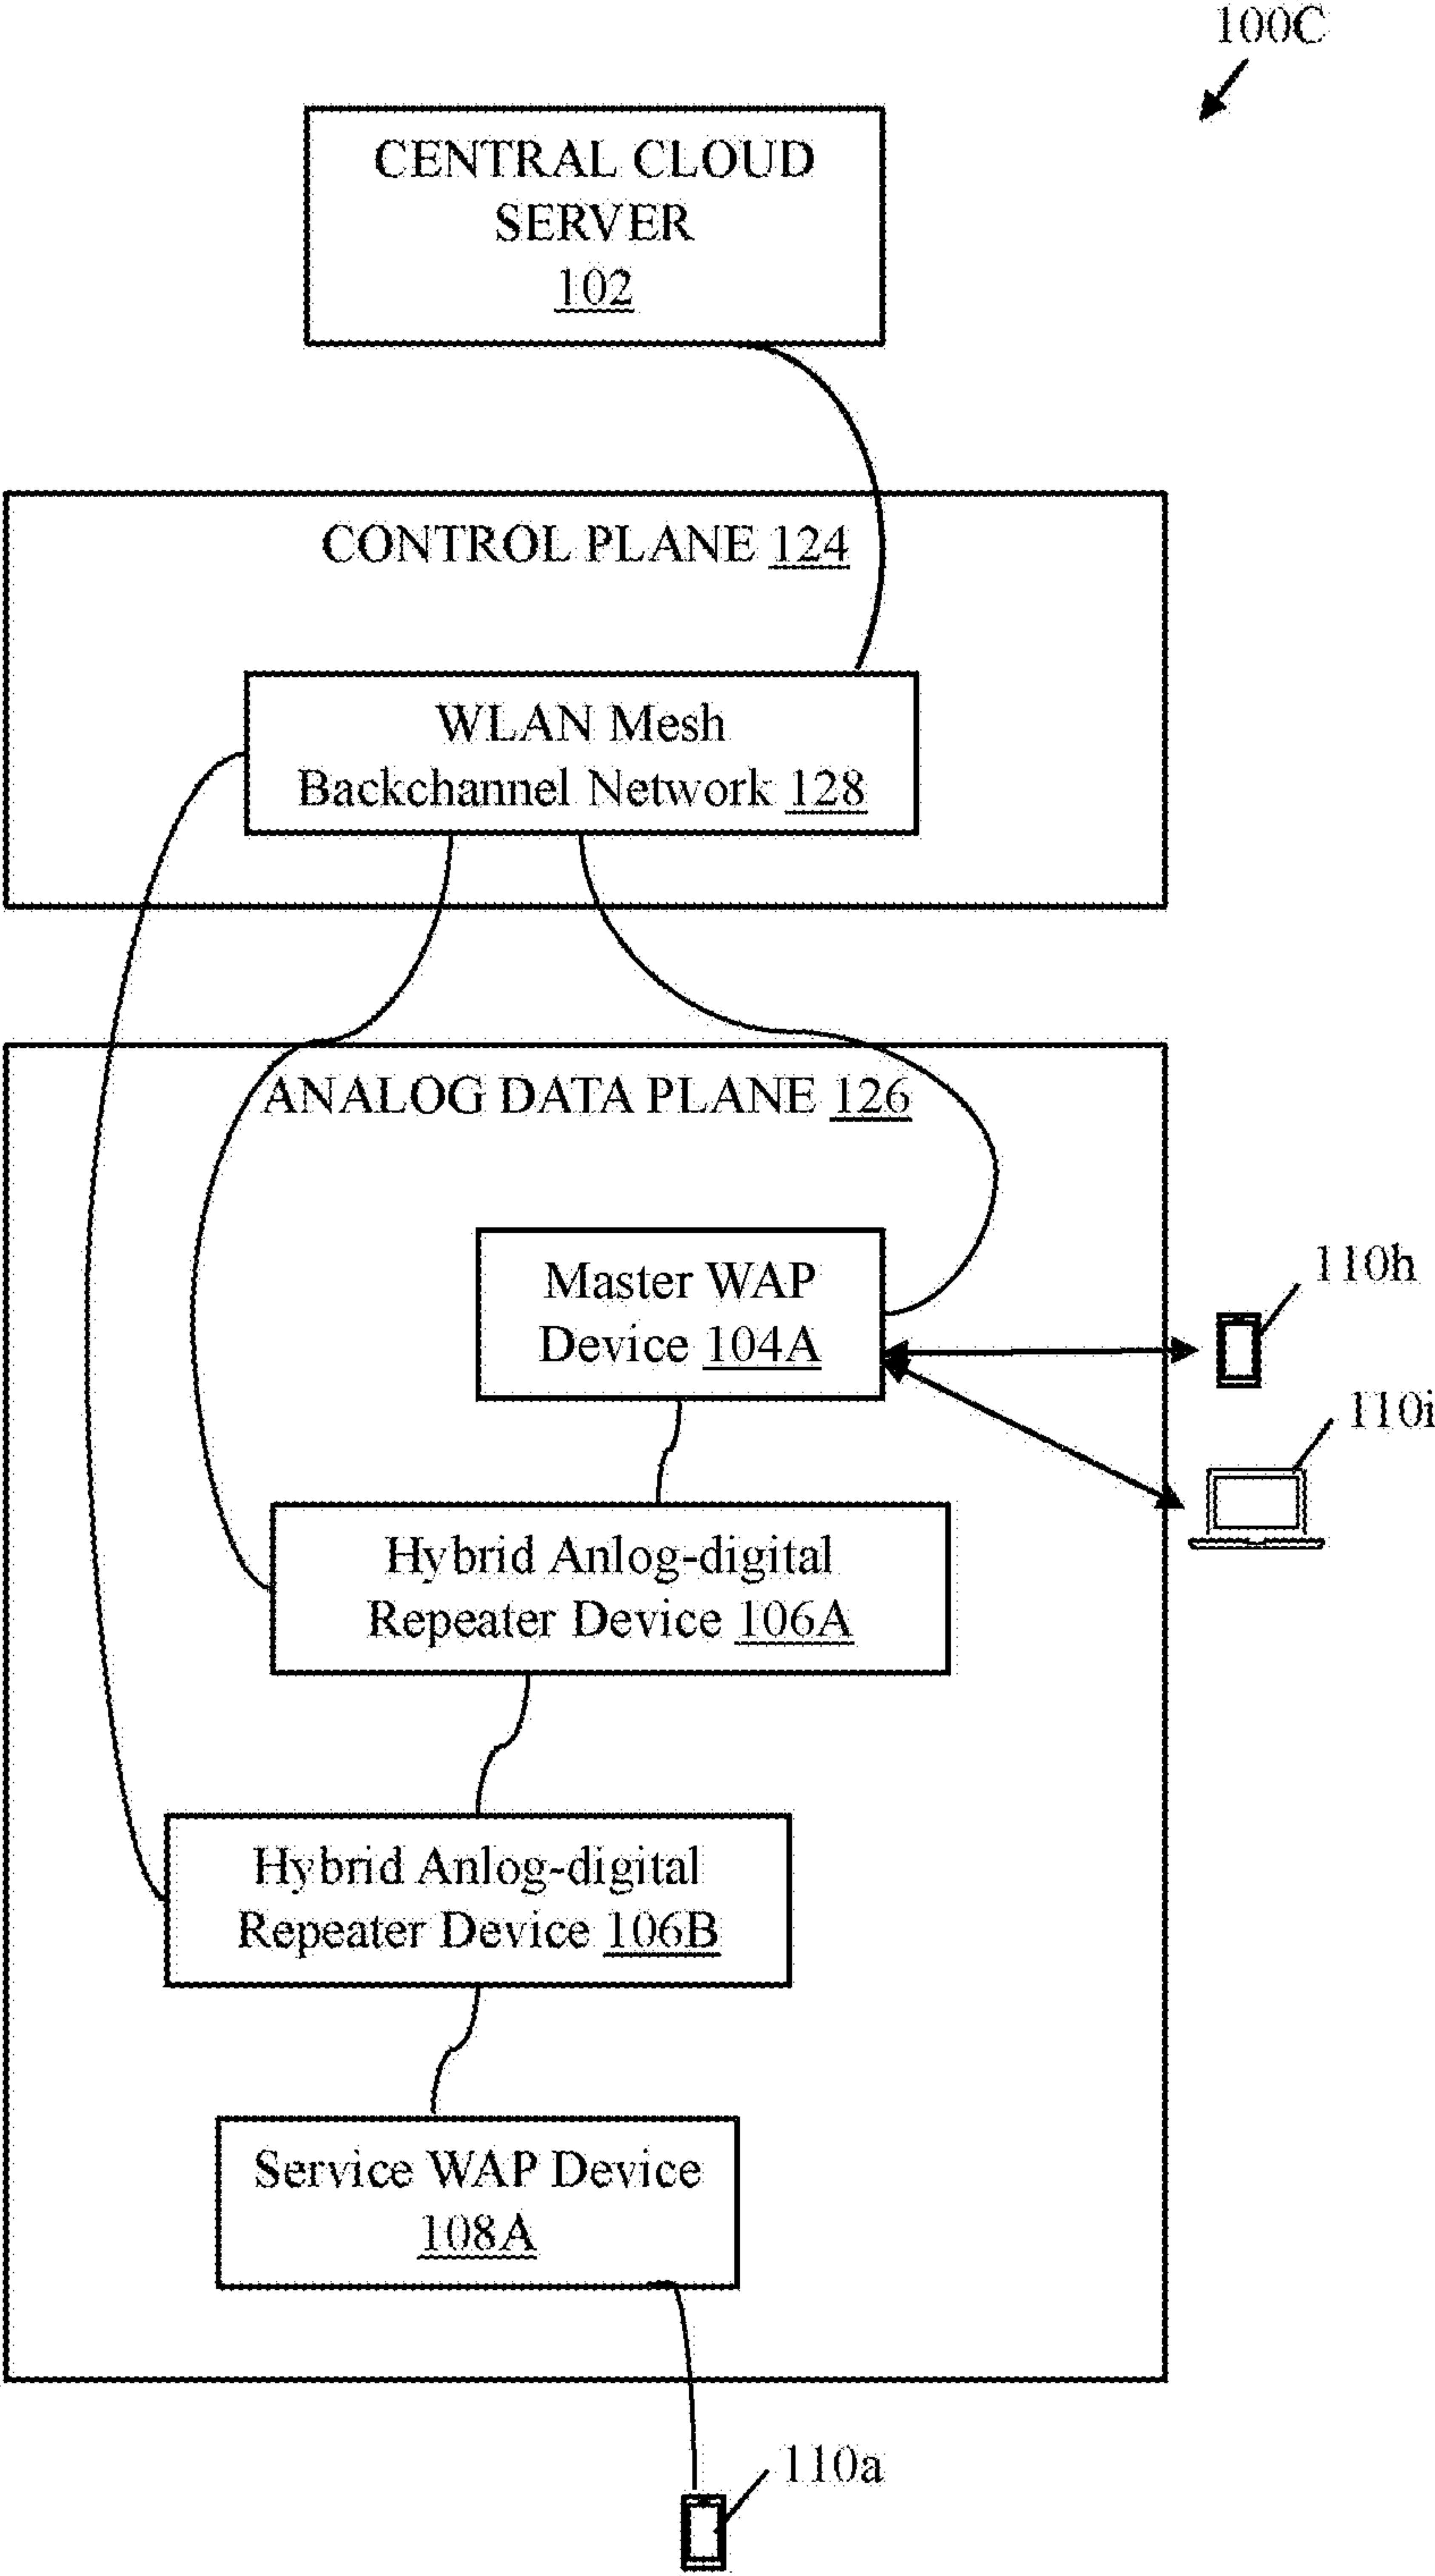 100C
CENTRAL CLOUD
SERVER
102
CONTROL PLANE 124
WLAN Mesh
Backchannel Network 128
ANALOG DATA PLANE 126
Master WAP
Device 104A
110h
110i
Hybrid Anlog-digital
Repeater Device 106A
Hybrid Anlog-digital
Repeater Device 106B
Service WAP Device
108A
110a